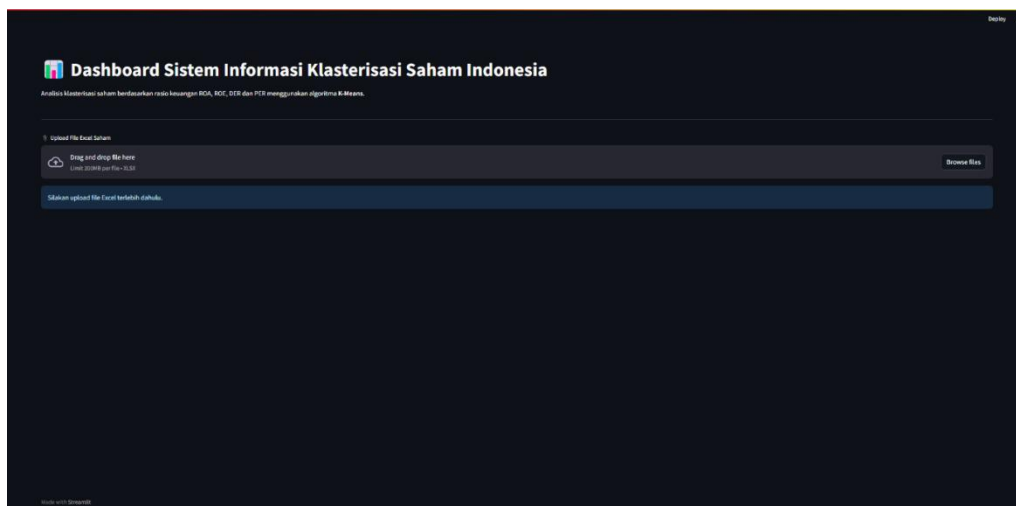 Deploy
Dashboard Sistem Informasi Klasterisasi Saham Indonesia
Analisis klasterisasi saham berdasarkan rasio keuangan ROA, ROE, DER dan PER menggunakan algoritma K-Means.
Upload File Excel Saham
Drag and drop file here
Limit 200MB per file • XLSX
Browse files
Silakan upload file Excel terlebih dahulu.
Made with Streamlit